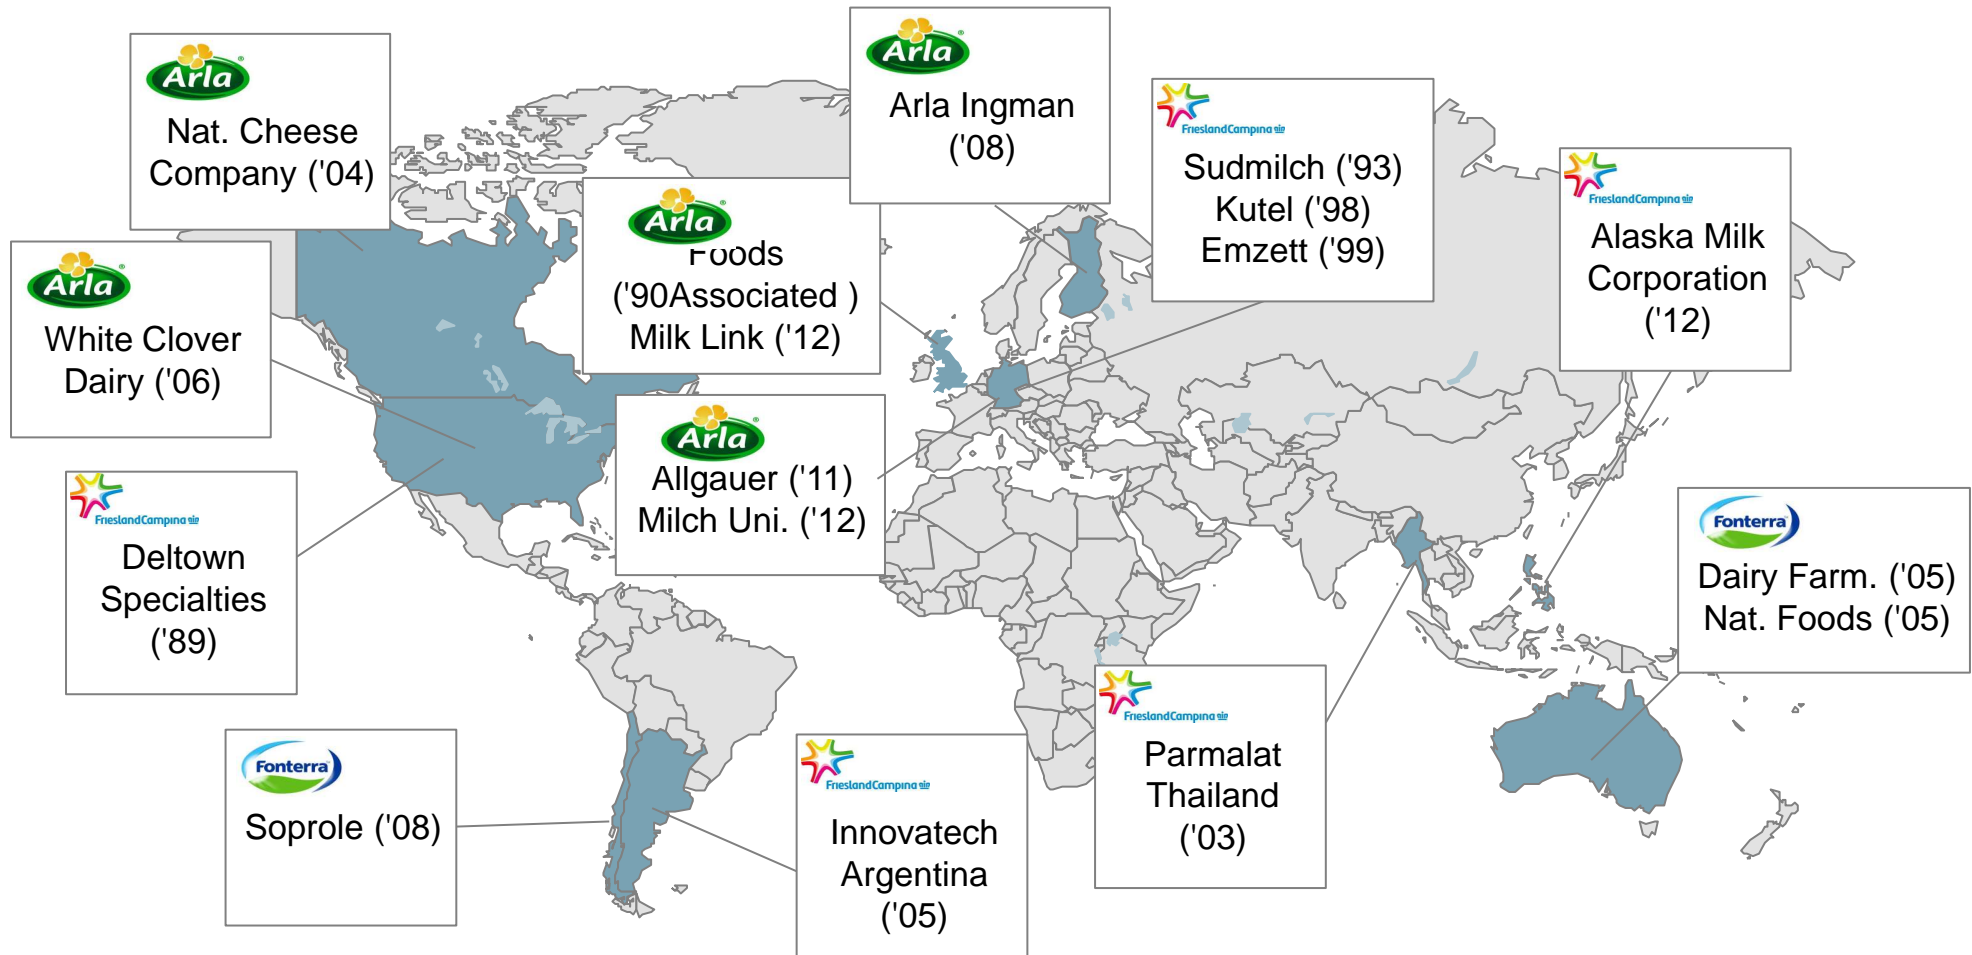 Arla
Nat. Cheese
Company ('04)
Arla
Arla Ingman
('08)
FrieslandCampina
Sudmilch ('93)
Kutel ('98)
Emzett ('99)
FrieslandCampina
Alaska Milk
Corporation
('12)
Arla
Foods
('90Associated )
Milk Link ('12)
Arla
White Clover
Dairy ('06)
Arla
Allgauer ('11)
Milch Uni. ('12)
FrieslandCampina
Deltown
Specialties
('89)
Fonterra
Dairy Farm. ('05)
Nat. Foods ('05)
FrieslandCampina
Parmalat
Thailand
('03)
Fonterra
Soprole ('08)
FrieslandCampina
Innovatech
Argentina
('05)